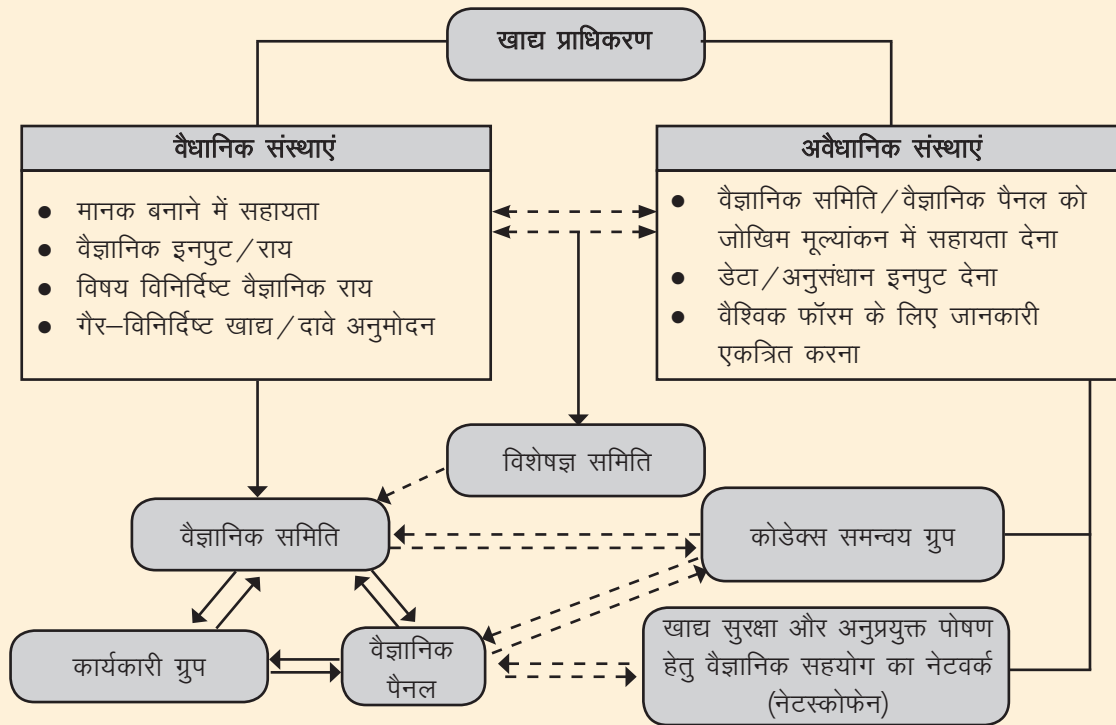 खाद्य प्राधिकरण
वैधानिक संस्थाएं
● मानक बनाने में सहायता
● वैज्ञानिक इनपुट/राय
● विषय विनिर्दिष्ट वैज्ञानिक राय
● गैर–विनिर्दिष्ट खाद्य/दावे अनुमोदन
अवैधानिक संस्थाएं
● वैज्ञानिक समिति/वैज्ञानिक पैनल को
जोखिम मूल्यांकन में सहायता देना
● डेटा/अनुसंधान इनपुट देना
● वैश्विक फॉरम के लिए जानकारी
एकत्रित करना
विशेषज्ञ समिति
वैज्ञानिक समिति
कोडेक्स समन्वय ग्रुप
कार्यकारी ग्रुप
वैज्ञानिक
पैनल
खाद्य सुरक्षा और अनुप्रयुक्त पोषण
हेतु वैज्ञानिक सहयोग का नेटवर्क
(नेटस्कोफेन)